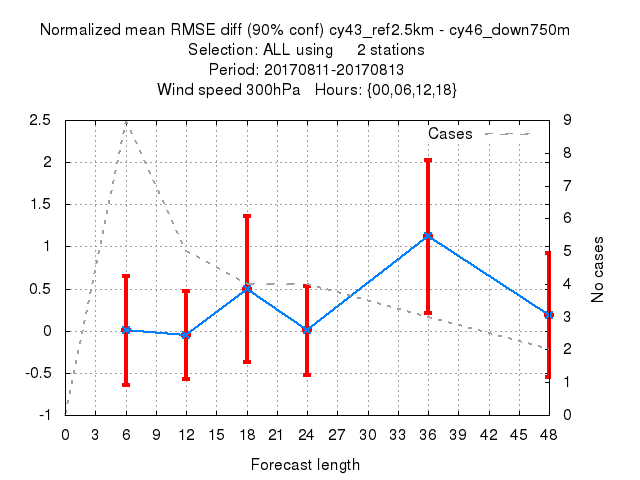 Normalized mean RMSE diff (90% conf) cy43_ref2.5km - cy46_down750m
Selection: ALL using     2 stations
Period: 20170811-20170813
Wind speed 300hPa   Hours: {00,06,12,18}
Cases
2.5
2
1.5
1
0.5
0
-0.5
-1
9
8
7
6
5
4
3
2
1
0
No cases
0 3 6 9 12 15 18 21 24 27 30 33 36 39 42 45 48
Forecast length